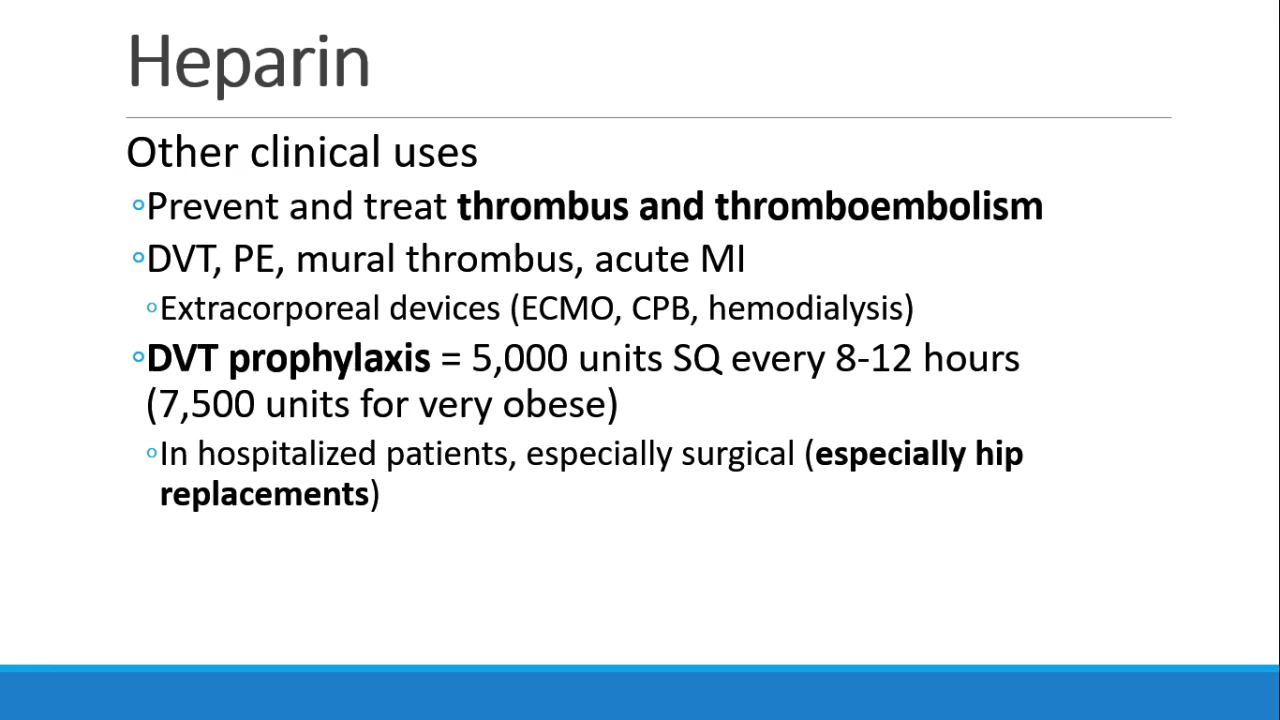 Heparin
Other clinical uses
◦Prevent and treat thrombus and thromboembolism
◦DVT, PE, mural thrombus, acute MI
◦Extracorporeal devices (ECMO, CPB, hemodialysis)
◦DVT prophylaxis = 5,000 units SQ every 8-12 hours
(7,500 units for very obese)
◦In hospitalized patients, especially surgical (especially hip
replacements)